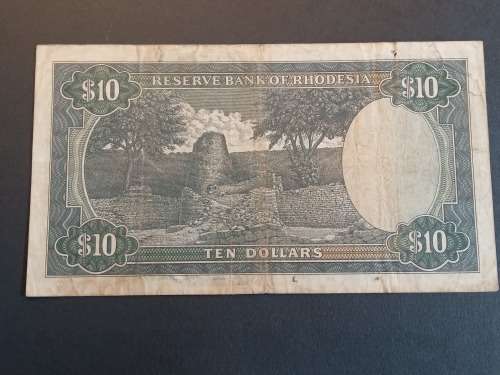 RESERVE BANK OF RHODESIA
$10 $10
$10 $10
TEN DOLLARS